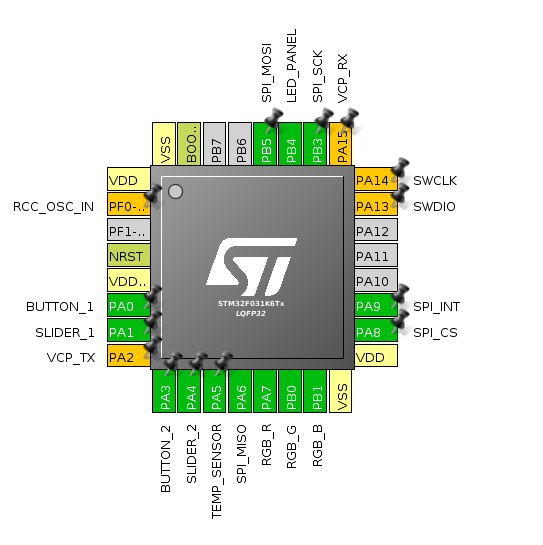 SPI_MOSI
LED_PANEL
SPI_SCK
VCP_RX
VSS
BOO..
PB7
PB6
PB5
PB4
PB3
PA15
VDD
RCC_OSC_IN PF0-..
PF1-..
NRST
VDD..
BUTTON_1 PA0
SLIDER_1 PA1
VCP_TX PA2
PA14 SWCLK
PA13 SWDIO
PA12
PA11
PA10
PA9 SPI_INT
PA8 SPI_CS
VDD
ST
STM32F031K6Tx
LQFP32
PA3
PA4
PA5
PA6
PA7
PB0
PB1
VSS
BUTTON_2
SLIDER_2
TEMP_SENSOR
SPI_MISO
RGB_R
RGB_G
RGB_B